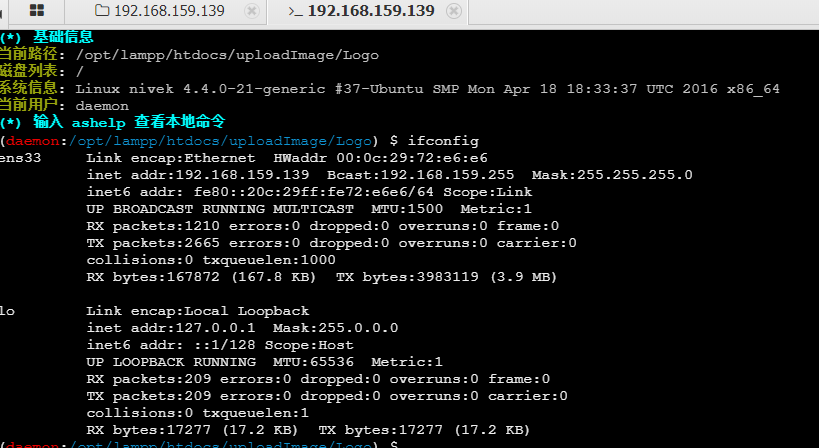 192.168.159.139
>_ 192.168.159.139
(*) 基础信息
当前路径: /opt/lampp/htdocs/uploadImage/Logo
磁盘列表: /
系统信息: Linux nivek 4.4.0-21-generic #37-Ubuntu SMP Mon Apr 18 18:33:37 UTC 2016 x86_64
当前用户: daemon
(*) 输入 ashelp 查看本地命令
(daemon:/opt/lampp/htdocs/uploadImage/Logo) $ ifconfig
ens33 Link encap:Ethernet HWaddr 00:0c:29:72:e6:e6
inet addr:192.168.159.139 Bcast:192.168.159.255 Mask:255.255.255.0
inet6 addr: fe80::20c:29ff:fe72:e6e6/64 Scope:Link
UP BROADCAST RUNNING MULTICAST MTU:1500 Metric:1
RX packets:1210 errors:0 dropped:0 overruns:0 frame:0
TX packets:2665 errors:0 dropped:0 overruns:0 carrier:0
collisions:0 txqueuelen:1000
RX bytes:167872 (167.8 KB) TX bytes:3983119 (3.9 MB)
lo Link encap:Local Loopback
inet addr:127.0.0.1 Mask:255.0.0.0
inet6 addr: ::1/128 Scope:Host
UP LOOPBACK RUNNING MTU:65536 Metric:1
RX packets:209 errors:0 dropped:0 overruns:0 frame:0
TX packets:209 errors:0 dropped:0 overruns:0 carrier:0
collisions:0 txqueuelen:1
RX bytes:17277 (17.2 KB) TX bytes:17277 (17.2 KB)
(daemon:/opt/lampp/htdocs/uploadImage/Logo) $